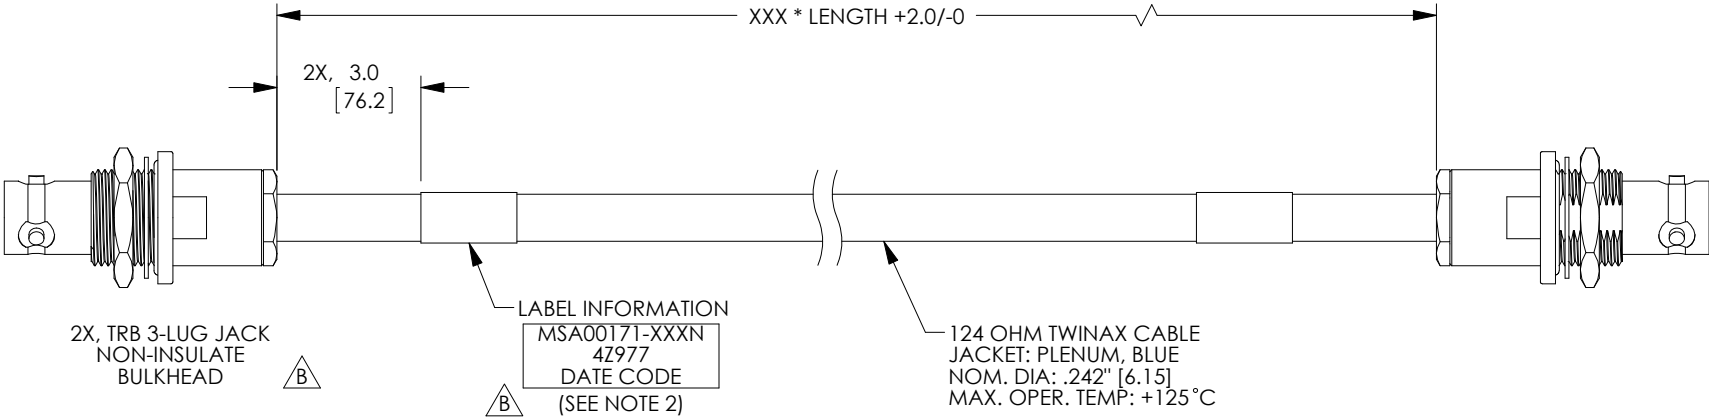 XXX * LENGTH +2.0/-0
2X, 3.0
[76.2]
2X, TRB 3-LUG JACK
NON-INSULATE
BULKHEAD
B
LABEL INFORMATION
MSA00171-XXXN
4Z977
DATE CODE
(SEE NOTE 2)
B
124 OHM TWINAX CABLE
JACKET: PLENUM, BLUE
NOM. DIA: .242" [6.15]
MAX. OPER. TEMP: +125°C